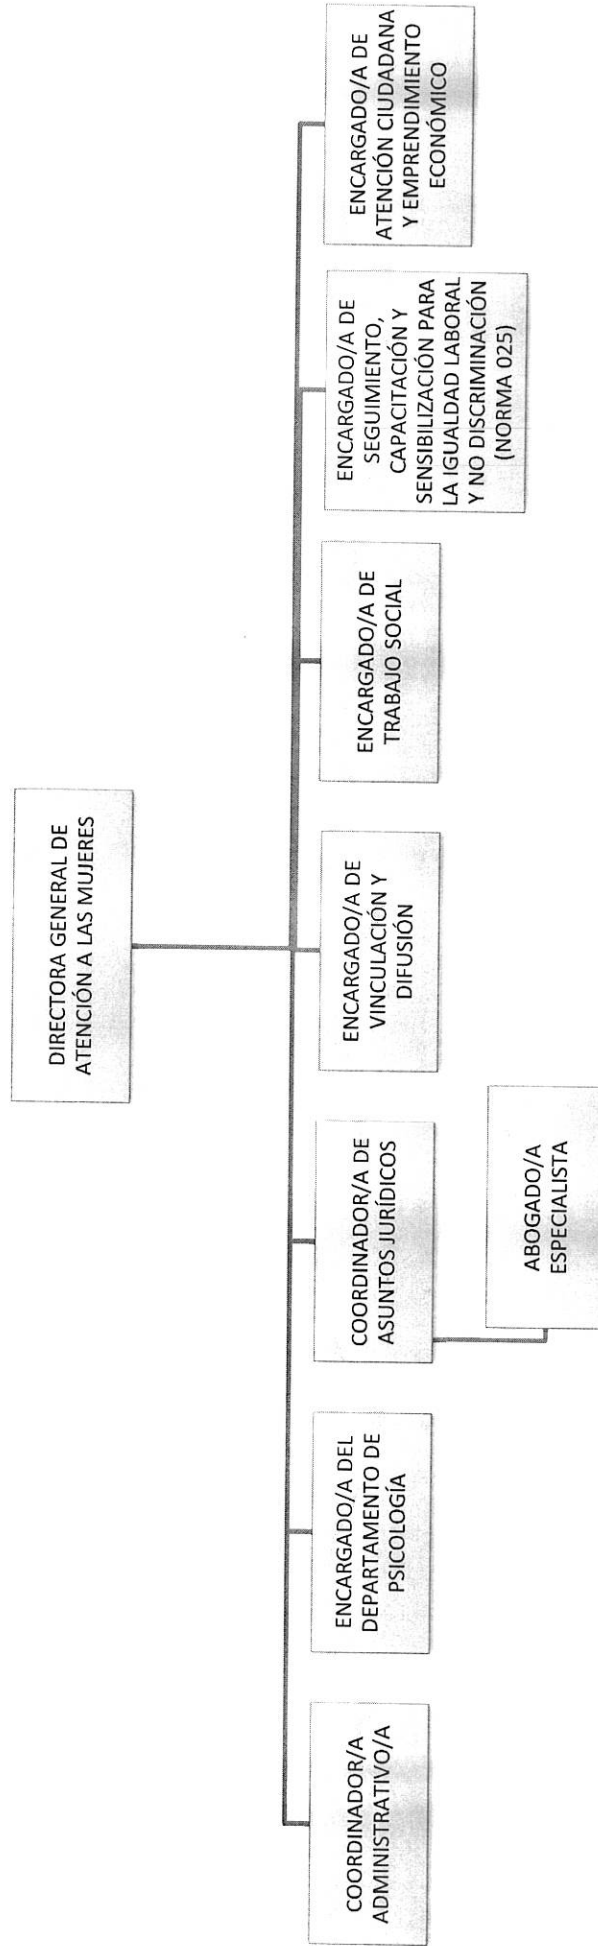 DIRECTORA GENERAL DE
ATENCIÓN A LAS MUJERES
COORDINADOR/A
ADMINISTRATIVO/A
ENCARGADO/A DEL
DEPARTAMENTO DE
PSICOLOGÍA
COORDINADOR/A DE
ASUNTOS JURÍDICOS
ABOGADO/A
ESPECIALISTA
ENCARGADO/A DE
VINCULACIÓN Y
DIFUSIÓN
ENCARGADO/A DE
TRABAJO SOCIAL
ENCARGADO/A DE
SEGUIMIENTO,
CAPACITACIÓN Y
SENSIBILIZACIÓN PARA
LA IGUALDAD LABORAL
Y NO DISCRIMINACIÓN
(NORMA 025)
ENCARGADO/A DE
ATENCIÓN CIUDADANA
Y EMPRENDIMIENTO
ECONÓMICO